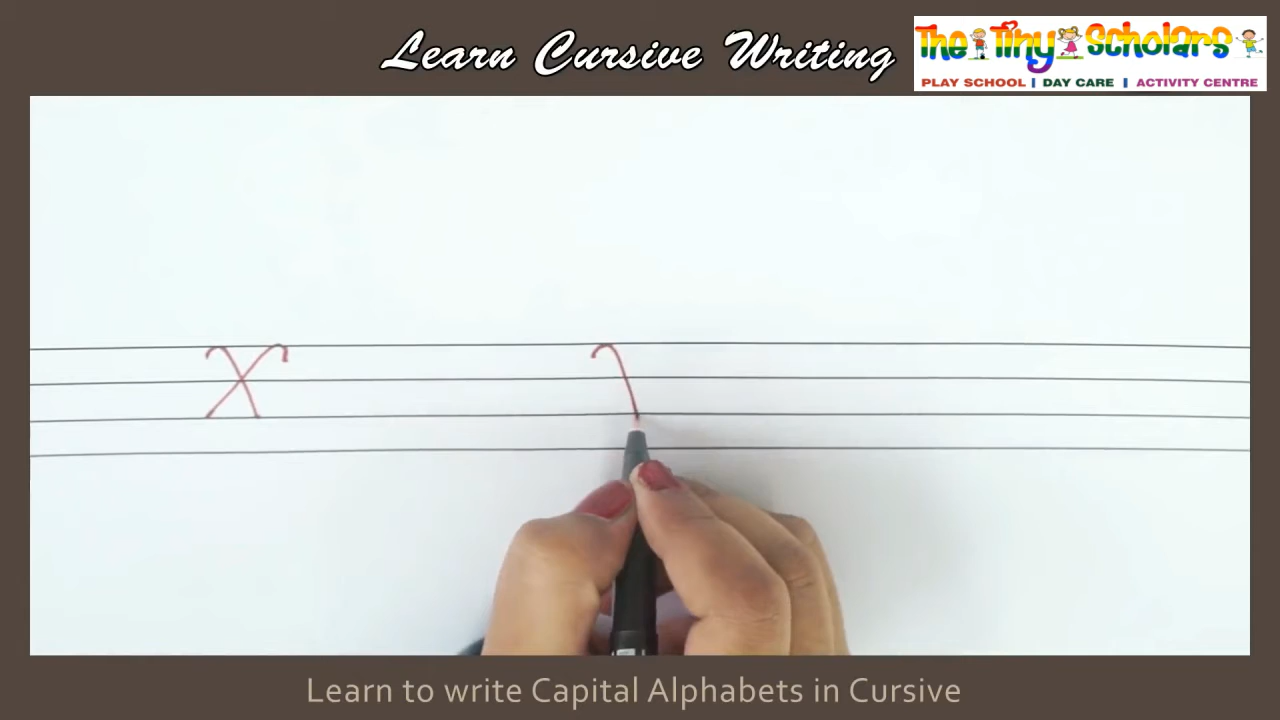 Learn Cursive Writing
The Tiny Scholars
PLAY SCHOOL | DAY CARE | ACTIVITY CENTRE
X
Learn to write Capital Alphabets in Cursive